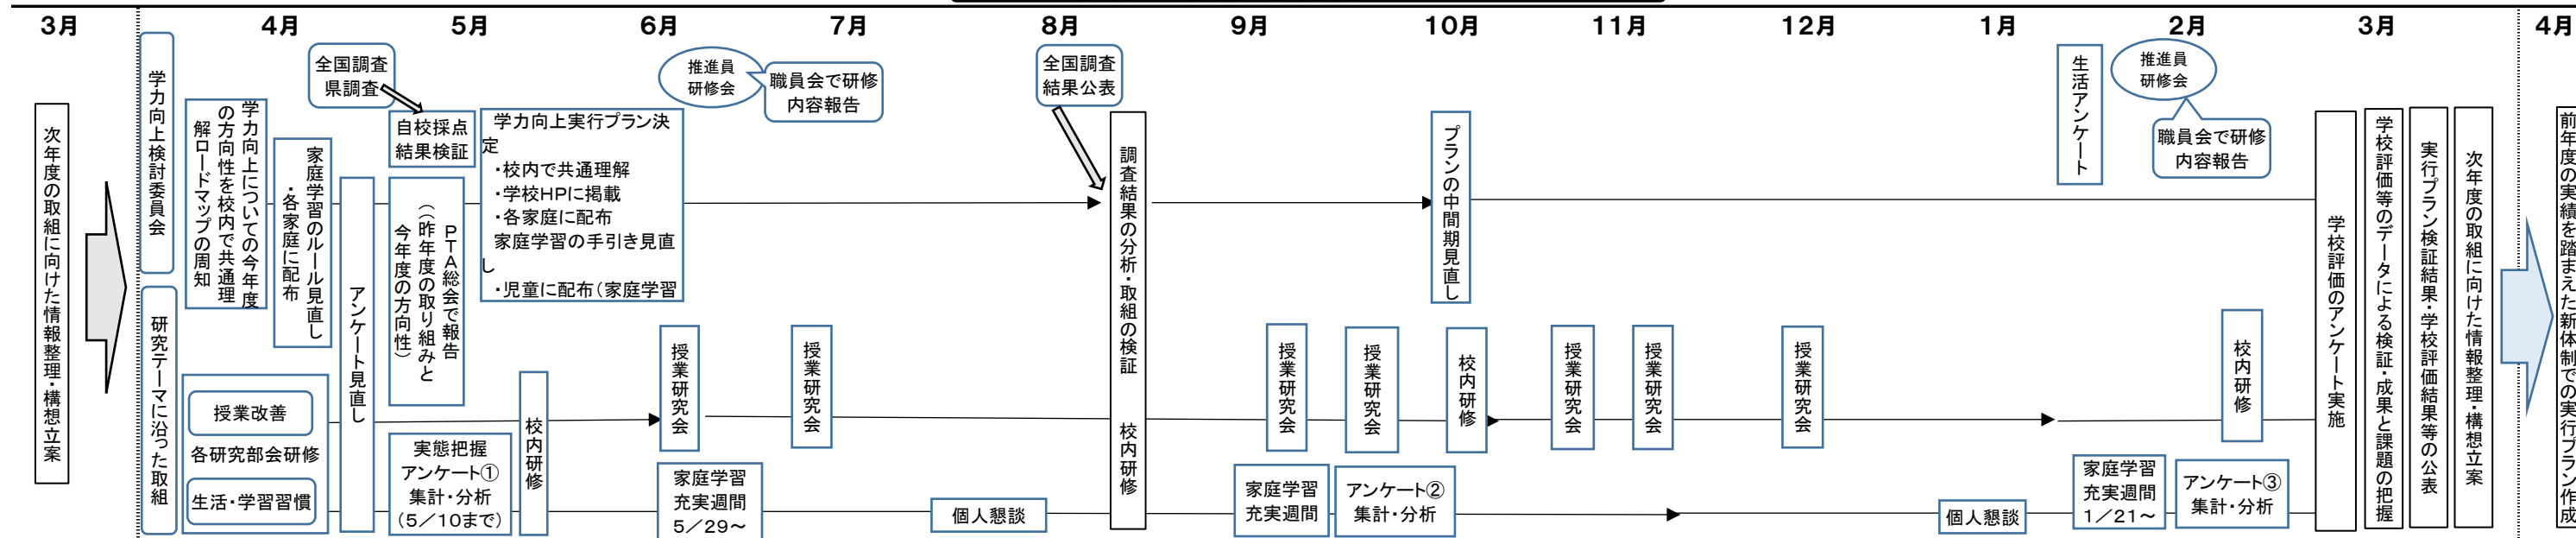 3月
4月
5月
6月
7月
8月
9月
10月
11月
12月
1月
2月
3月
4月
次年度の取組に向けた情報整理・構想立案
学力向上検討委員会
研究テーマに沿った取組
学力向上についての今年度
の方向性を校内で共通理
解ロードマップの周知
家庭学習のルール見直し
・各家庭に配布
全国調査
県調査
自校採点
結果検証
アンケート見直し
PTA総会で報告
(（昨年度の取り組みと
今年度の方向性）
学力向上実行プラン決
定
・校内で共通理解
・学校HPに掲載
・各家庭に配布
家庭学習の手引き見直
し
・児童に配布（家庭学習
授業改善
各研究部会研修
生活・学習習慣
実態把握
アンケート①
集計・分析
（5／10まで）
校内研修
推進員
研修会
職員会で研修
内容報告
授業研究会
家庭学習
充実週間
5／29～
授業研究会
個人懇談
全国調査
結果公表
調査結果の分析・取組の検証
校内研修
授業研究会
家庭学習
充実週間
授業研究会
アンケート②
集計・分析
プランの中間期見直し
校内研修
授業研究会
授業研究会
授業研究会
個人懇談
生活アンケート
推進員
研修会
職員会で研修
内容報告
家庭学習
充実週間
1／21～
校内研修
アンケート③
集計・分析
学校評価のアンケート実施
学校評価等のデータによる検証・成果と課題の把握
実行プラン検証結果・学校評価結果等の公表
次年度の取組に向けた情報整理・構想立案
前年度の実績を踏まえた新体制での実行プラン作成